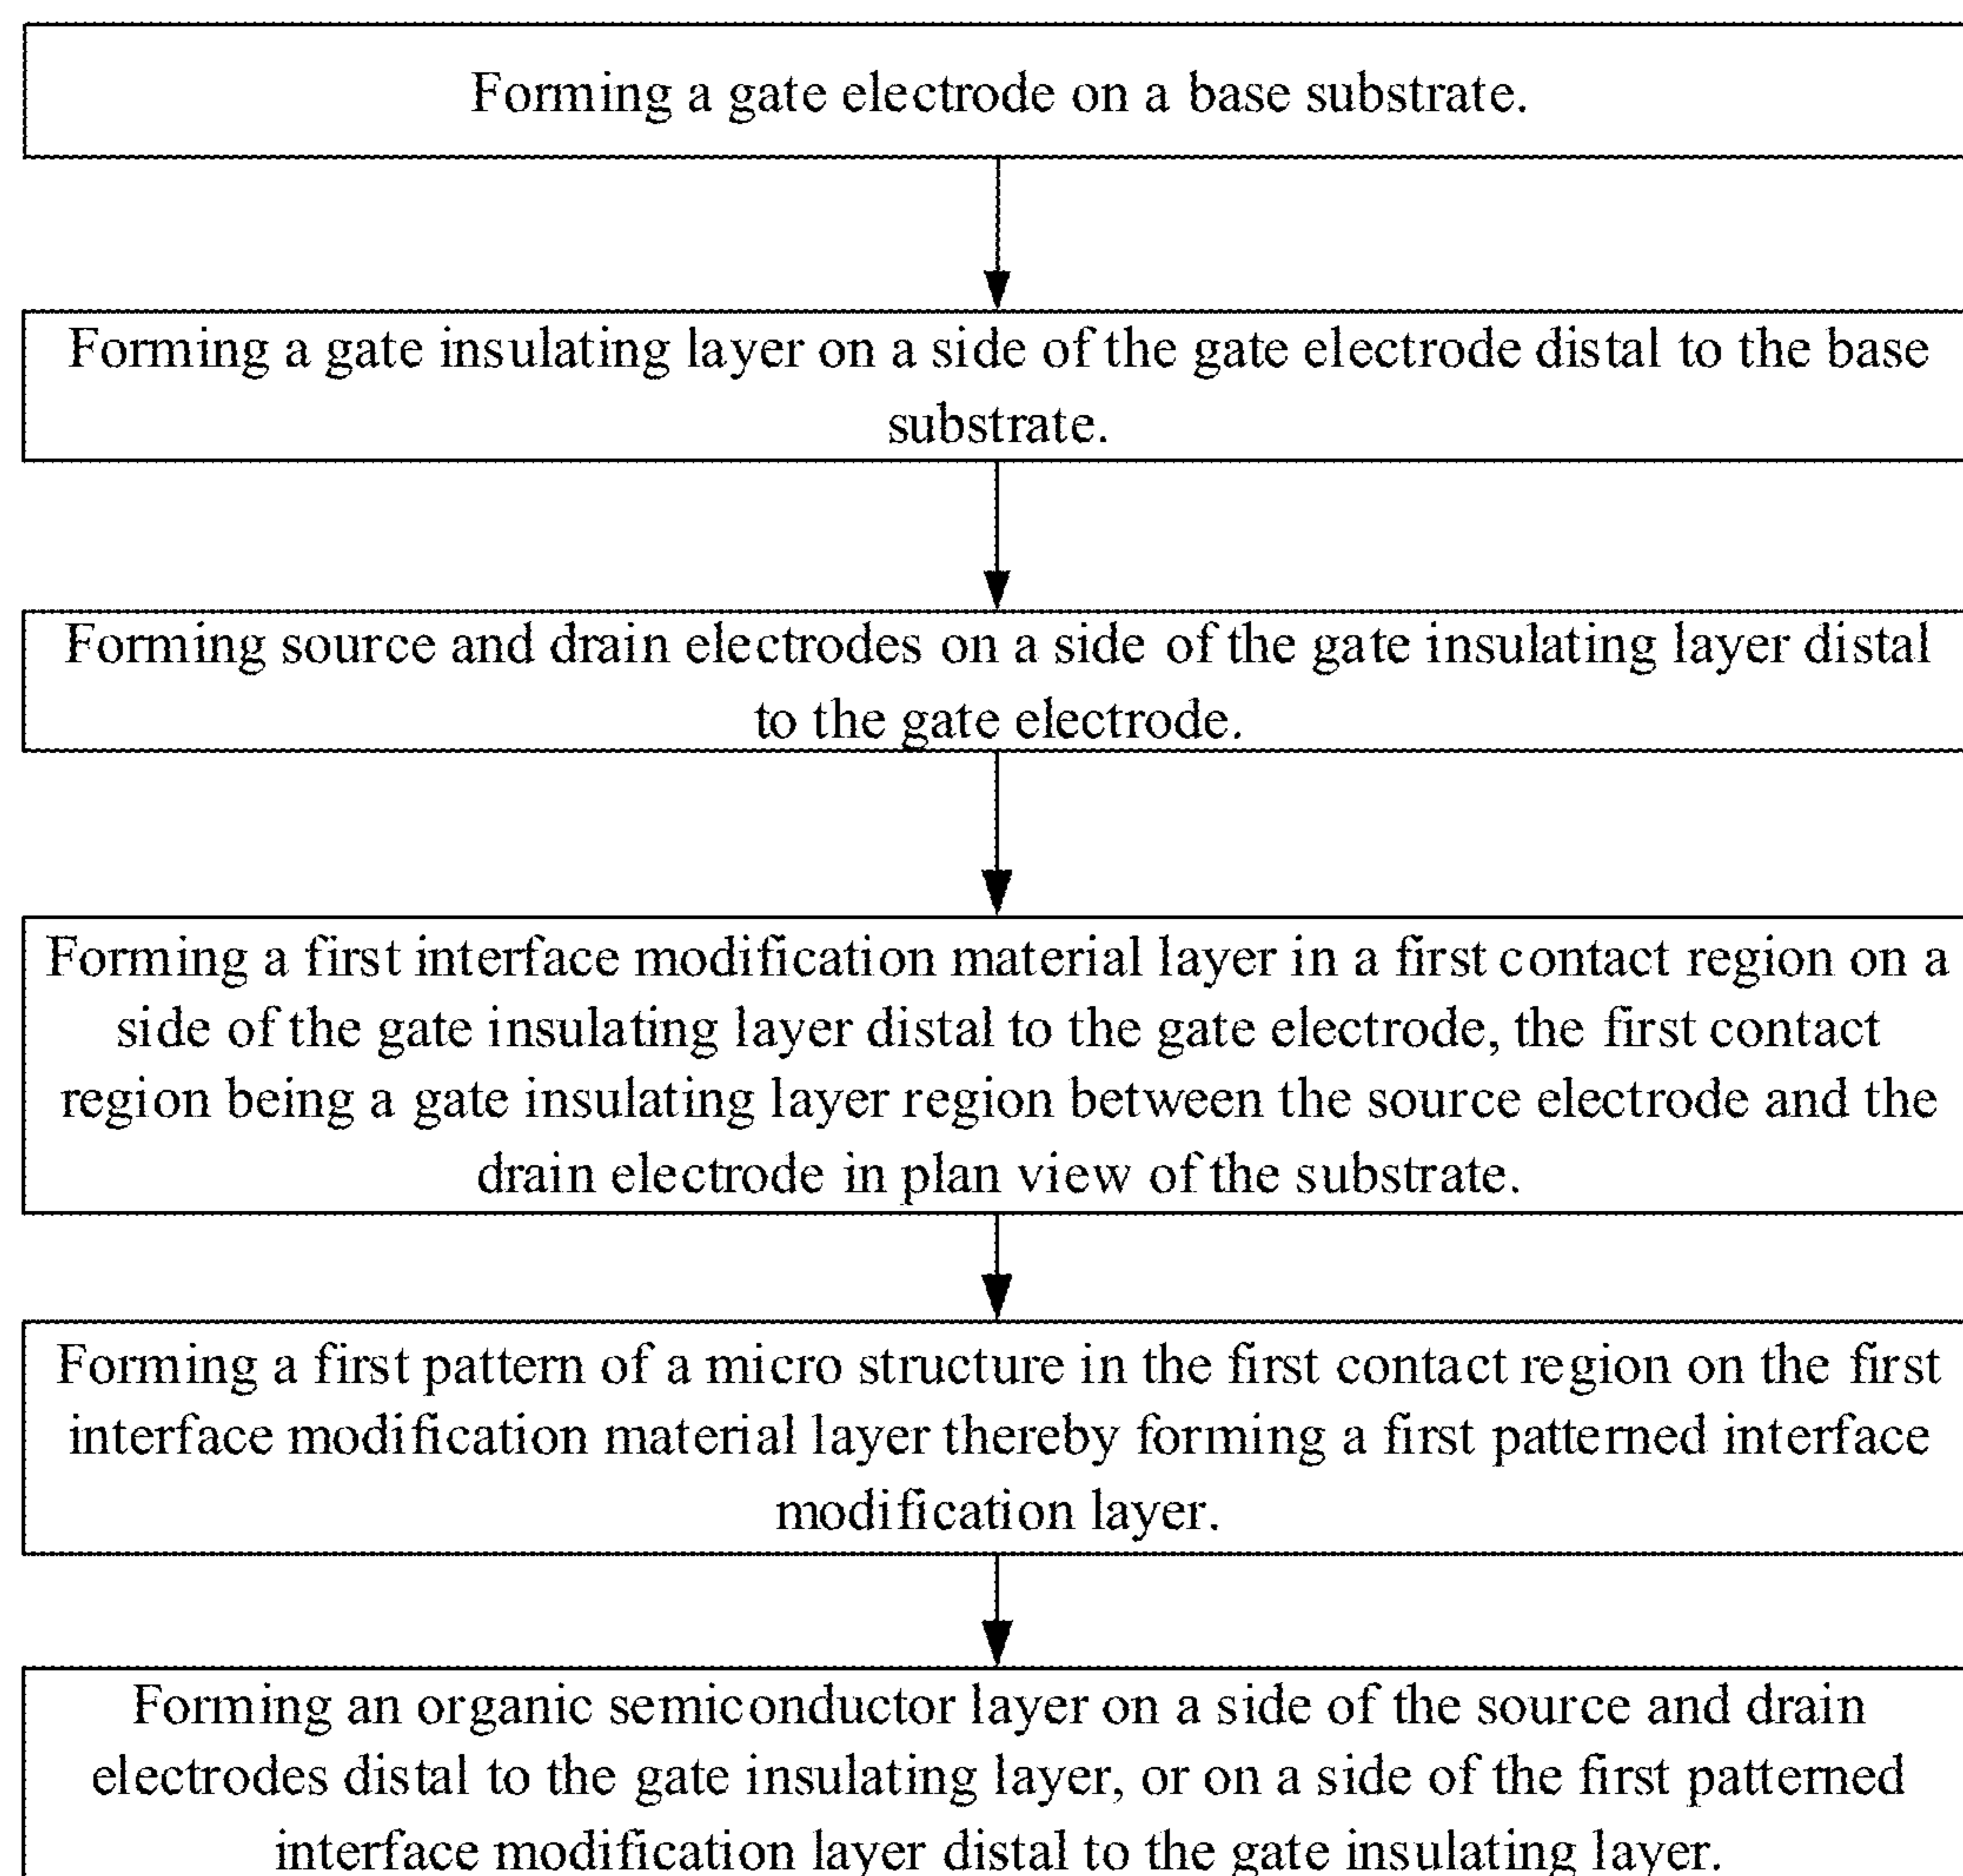 Forming a gate electrode on a base substrate.
Forming a gate insulating layer on a side of the gate electrode distal to the base
substrate.
Forming source and drain electrodes on a side of the gate insulating layer distal
to the gate electrode.
Forming a first interface modification material layer in a first contact region on a
side of the gate insulating layer distal to the gate electrode, the first contact
region being a gate insulating layer region between the source electrode and the
drain electrode in plan view of the substrate.
Forming a first pattern of a micro structure in the first contact region on the first
interface modification material layer thereby forming a first patterned interface
modification layer.
Forming an organic semiconductor layer on a side of the source and drain
electrodes distal to the gate insulating layer, or on a side of the first patterned
interface modification layer distal to the gate insulating layer.